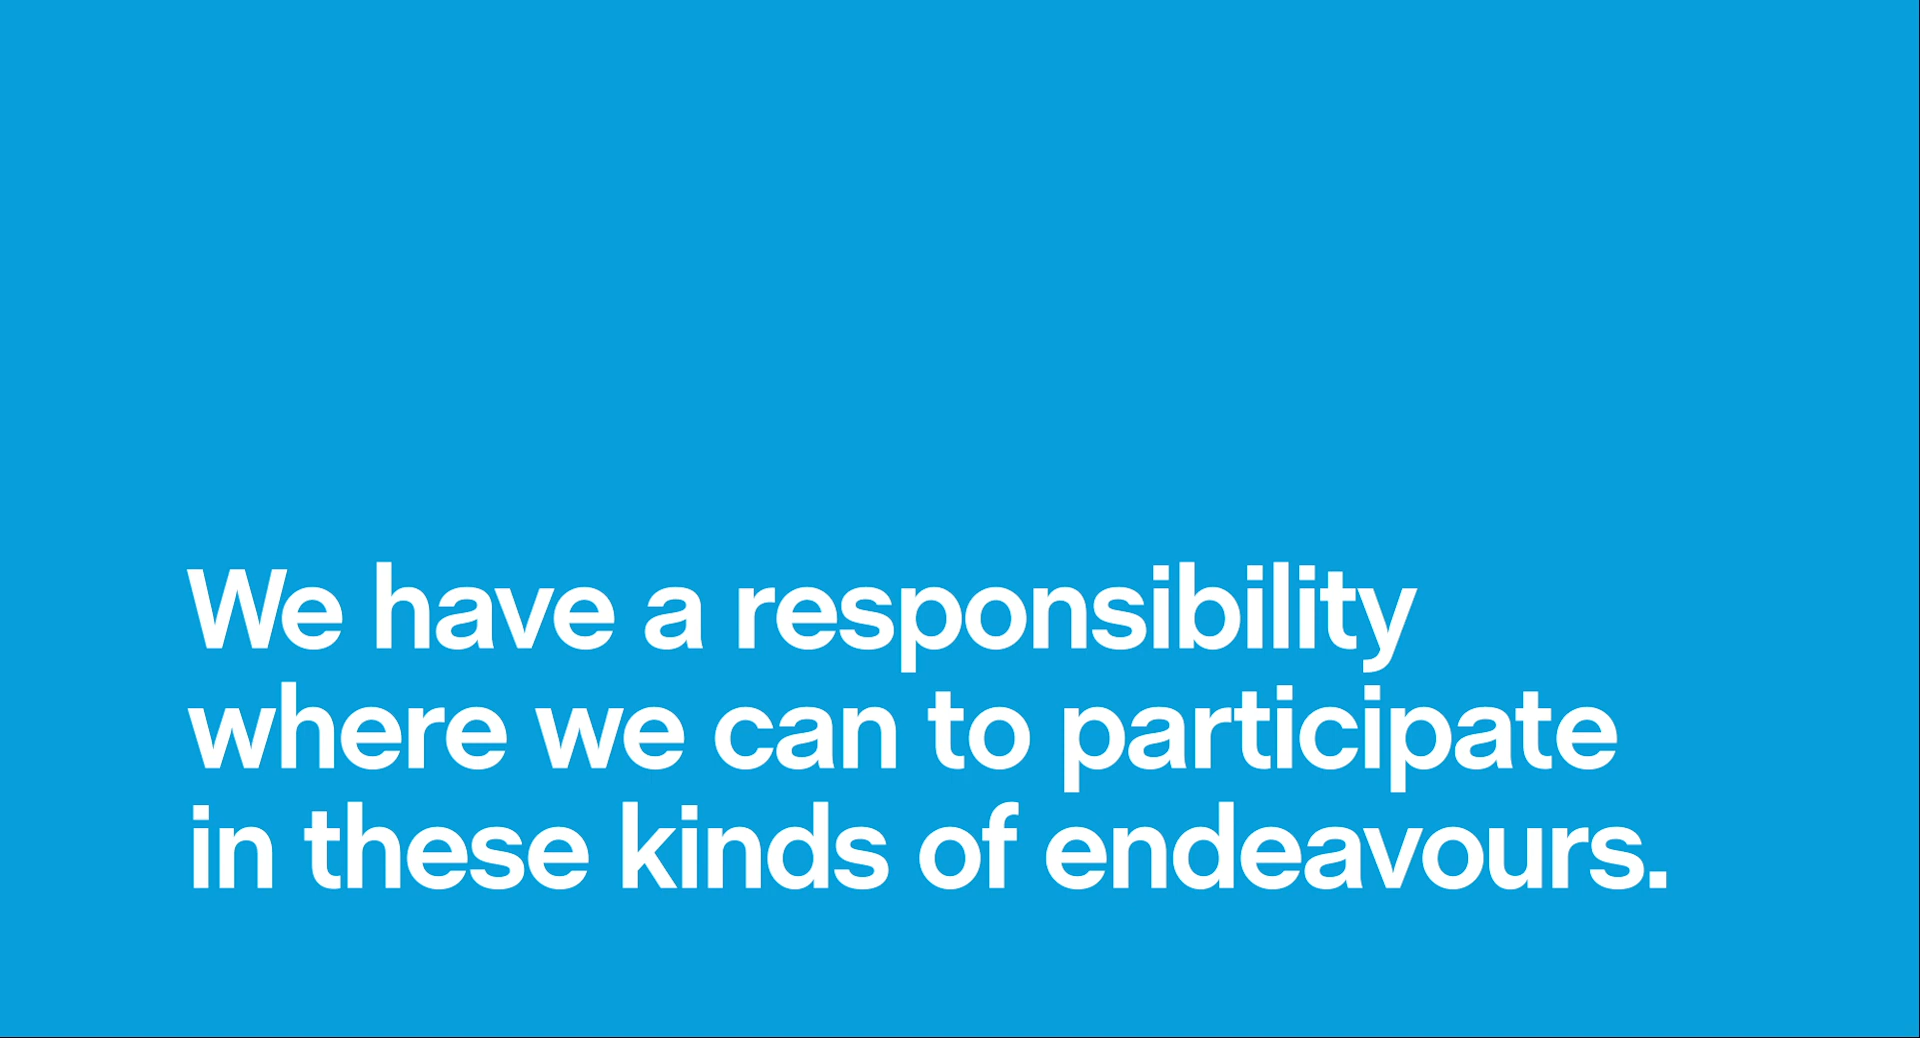 We have a responsibility
where we can to participate
in these kinds of endeavours.